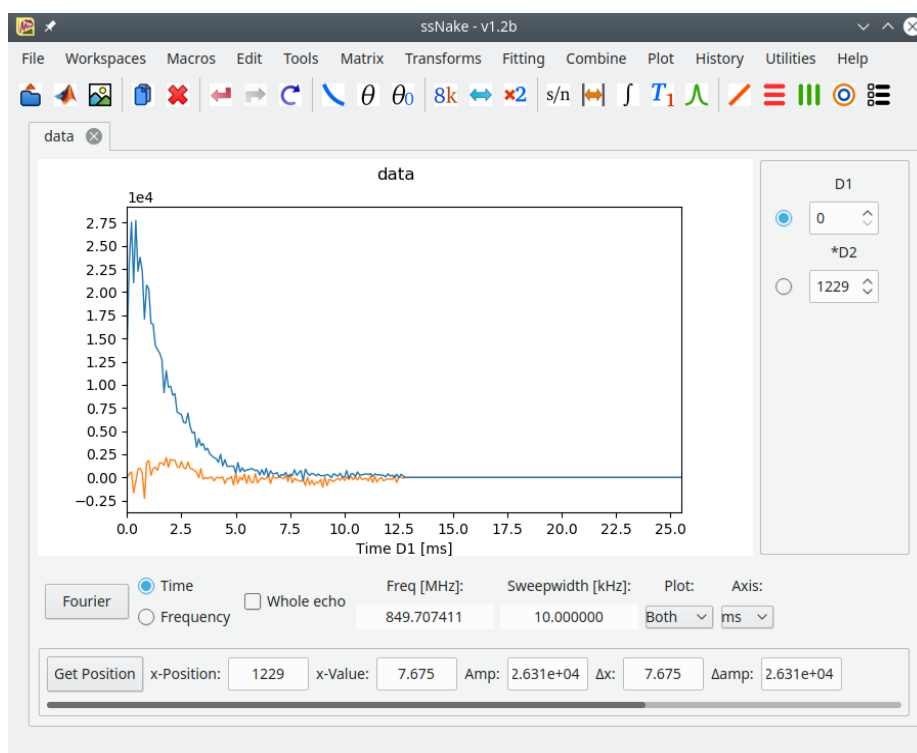 ssNake - v1.2b
File Workspaces Macros Edit Tools Matrix Transforms Fitting Combine Plot History Utilities Help
θ θ0 8k ×2 s/n ∫ T1
data
data
1e4
2.75
2.50
2.25
2.00
1.75
1.50
1.25
1.00
0.75
0.50
0.25
0.00
−0.25
0.0 2.5 5.0 7.5 10.0 12.5 15.0 17.5 20.0 22.5 25.0
Time D1 [ms]
D1
0
*D2
1229
Fourier
Time
Frequency
Whole echo
Freq [MHz]: Sweepwidth [kHz]: Plot: Axis:
849.707411 10.000000 Both ms
Get Position x-Position: 1229 x-Value: 7.675 Amp: 2.631e+04 Δx: 7.675 Δamp: 2.631e+04